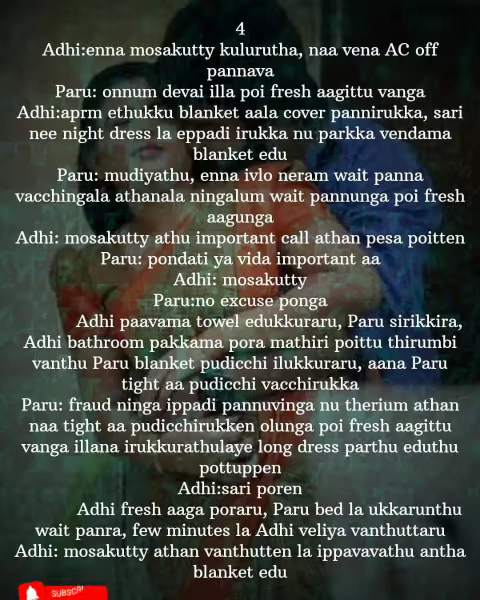 4
Adhi:enna mosakutty kulurutha, naa vena AC off
pannava
Paru: onnum devai illa poi fresh aagittu vanga
Adhi:aprm ethukku blanket aala cover pannirukka, sari
nee night dress la eppadi irukka nu parkka vendama
blanket edu
Paru: mudiyathu, enna ivlo neram wait panna
vacchingala athanala ningalum wait pannunga poi fresh
aagunga
Adhi: mosakutty athu important call athan pesa poitten
Paru: pondati ya vida important aa
Adhi: mosakutty
Paru:no excuse ponga
Adhi paavama towel edukkuraru, Paru sirikkira,
Adhi bathroom pakkama pora mathiri poittu thirumbi
vanthu Paru blanket pudicchi ilukkuraru, aana Paru
tight aa pudicchi vacchirukka
Paru: fraud ninga ippadi pannuvinga nu therium athan
naa tight aa pudicchirukken olunga poi fresh aagittu
vanga illana irukkurathulaye long dress parthu eduthu
pottuppen
Adhi:sari poren
Adhi fresh aaga poraru, Paru bed la ukkarunthu
wait panra, few minutes la Adhi veliya vanthuttaru
Adhi: mosakutty athan vanthutten la ippavavathu antha
blanket edu